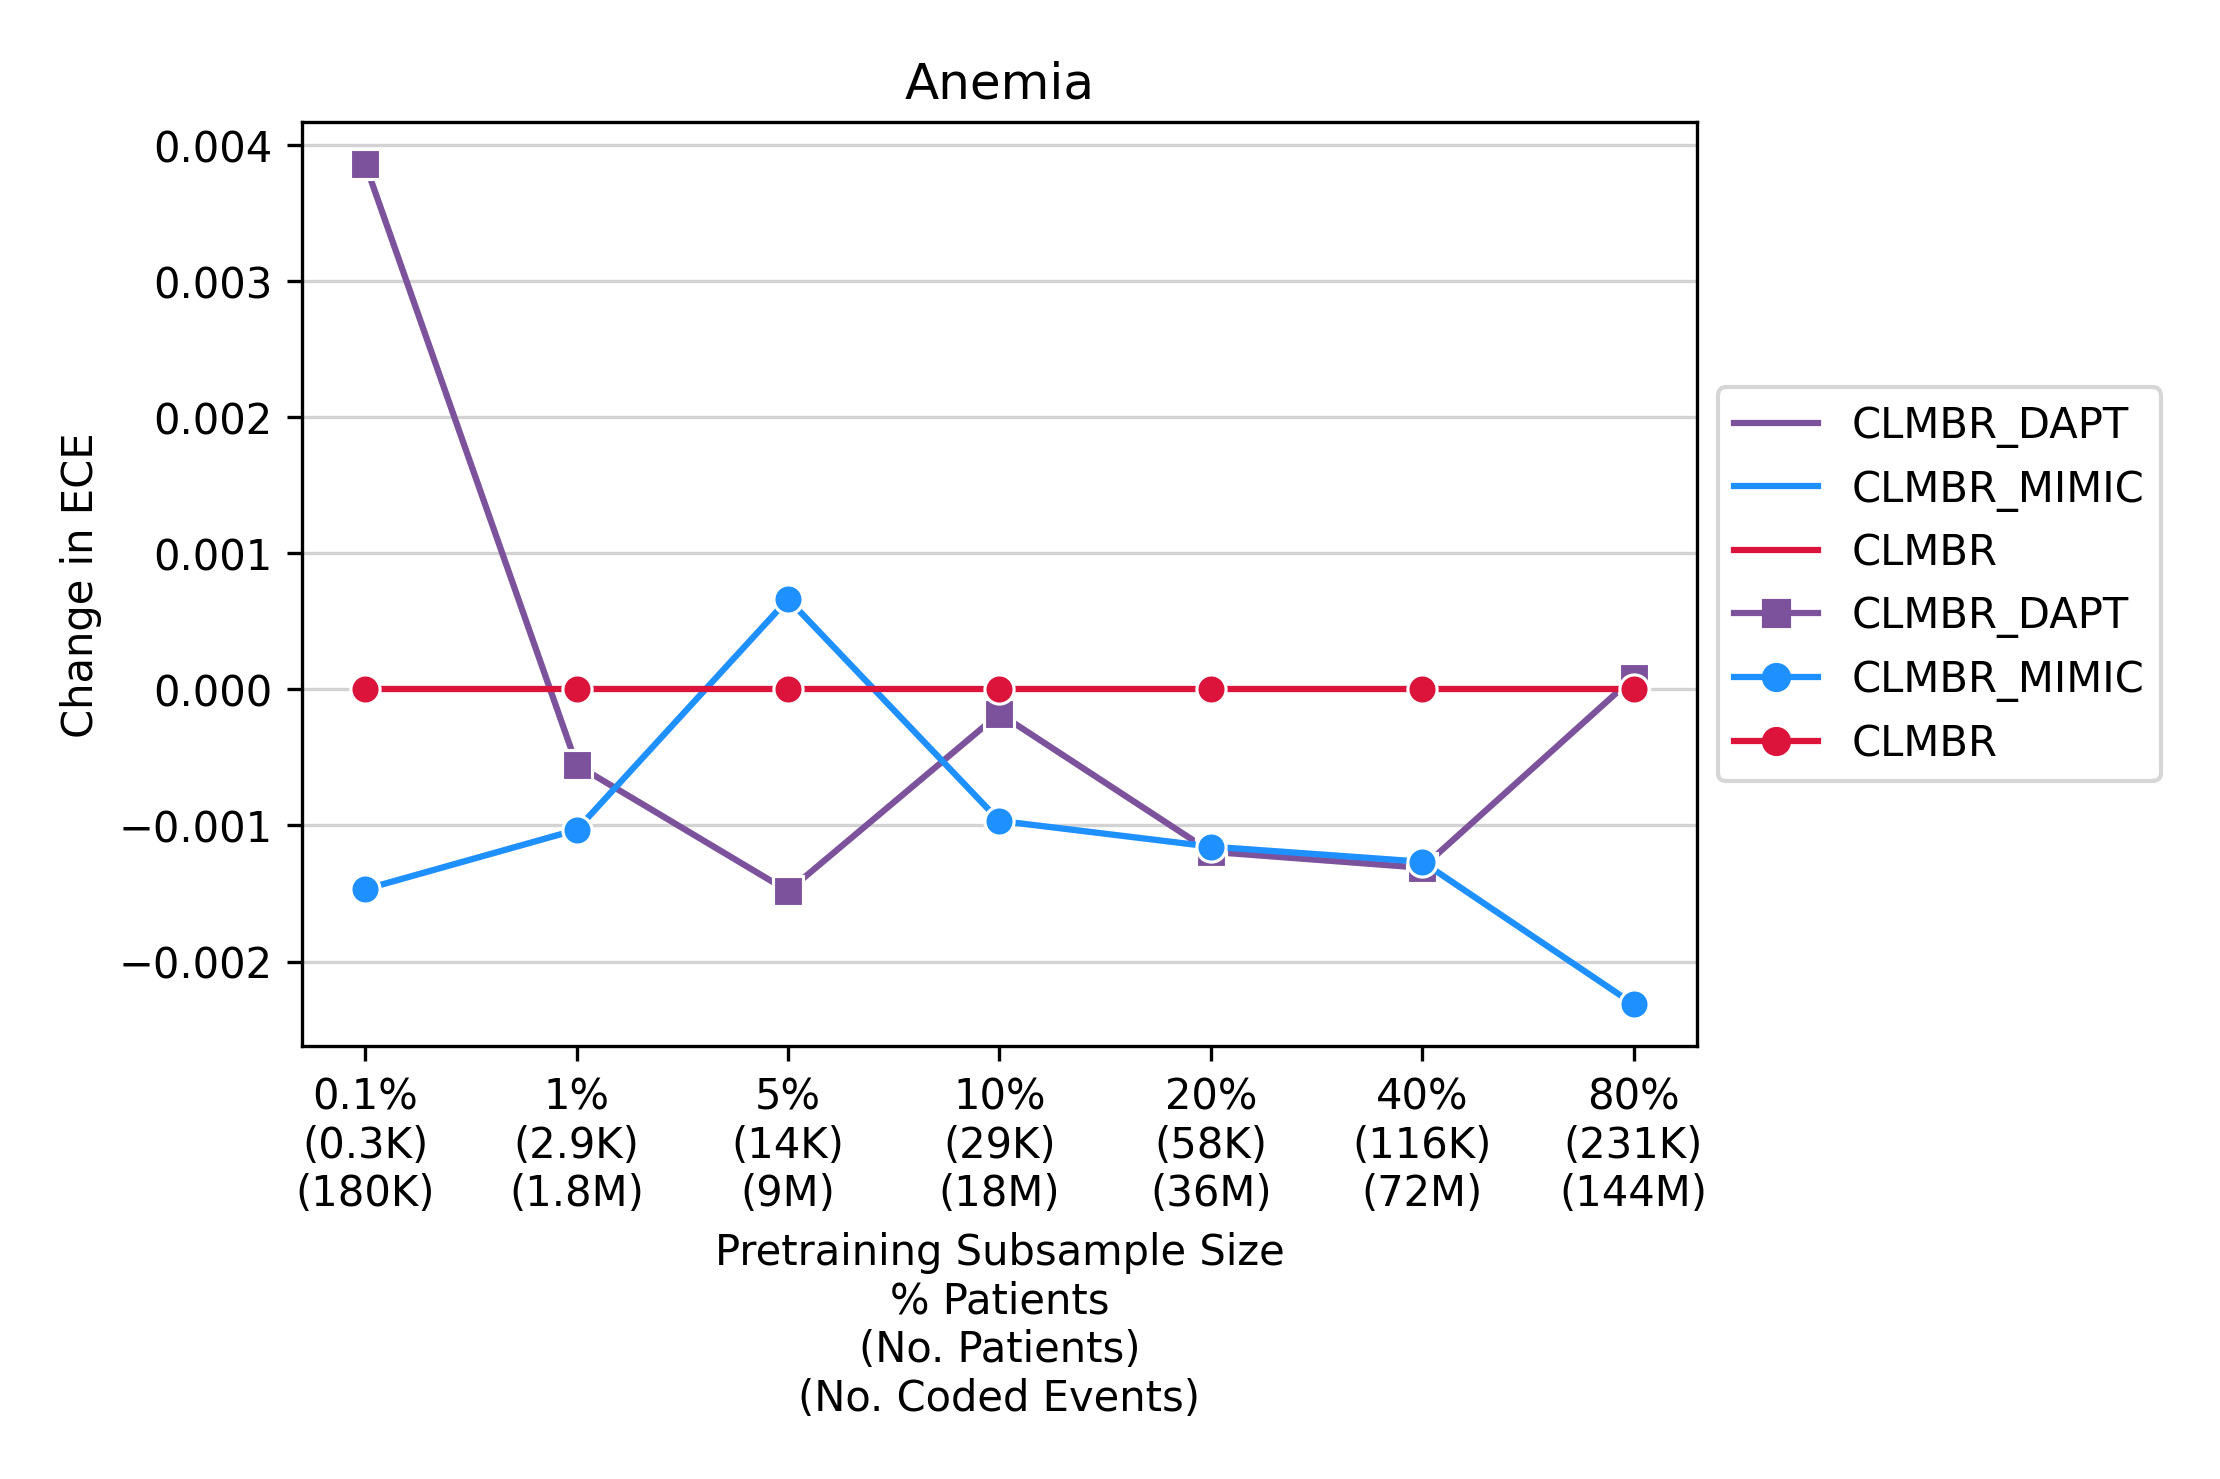 Anemia
0.004
0.003
0.002
0.001
0.000
−0.001
−0.002
Change in ECE
CLMBR_DAPT
CLMBR_MIMIC
CLMBR
CLMBR_DAPT
CLMBR_MIMIC
CLMBR
0.1% 1% 5% 10% 20% 40% 80%
(0.3K) (2.9K) (14K) (29K) (58K) (116K) (231K)
(180K) (1.8M) (9M) (18M) (36M) (72M) (144M)
Pretraining Subsample Size
% Patients
(No. Patients)
(No. Coded Events)